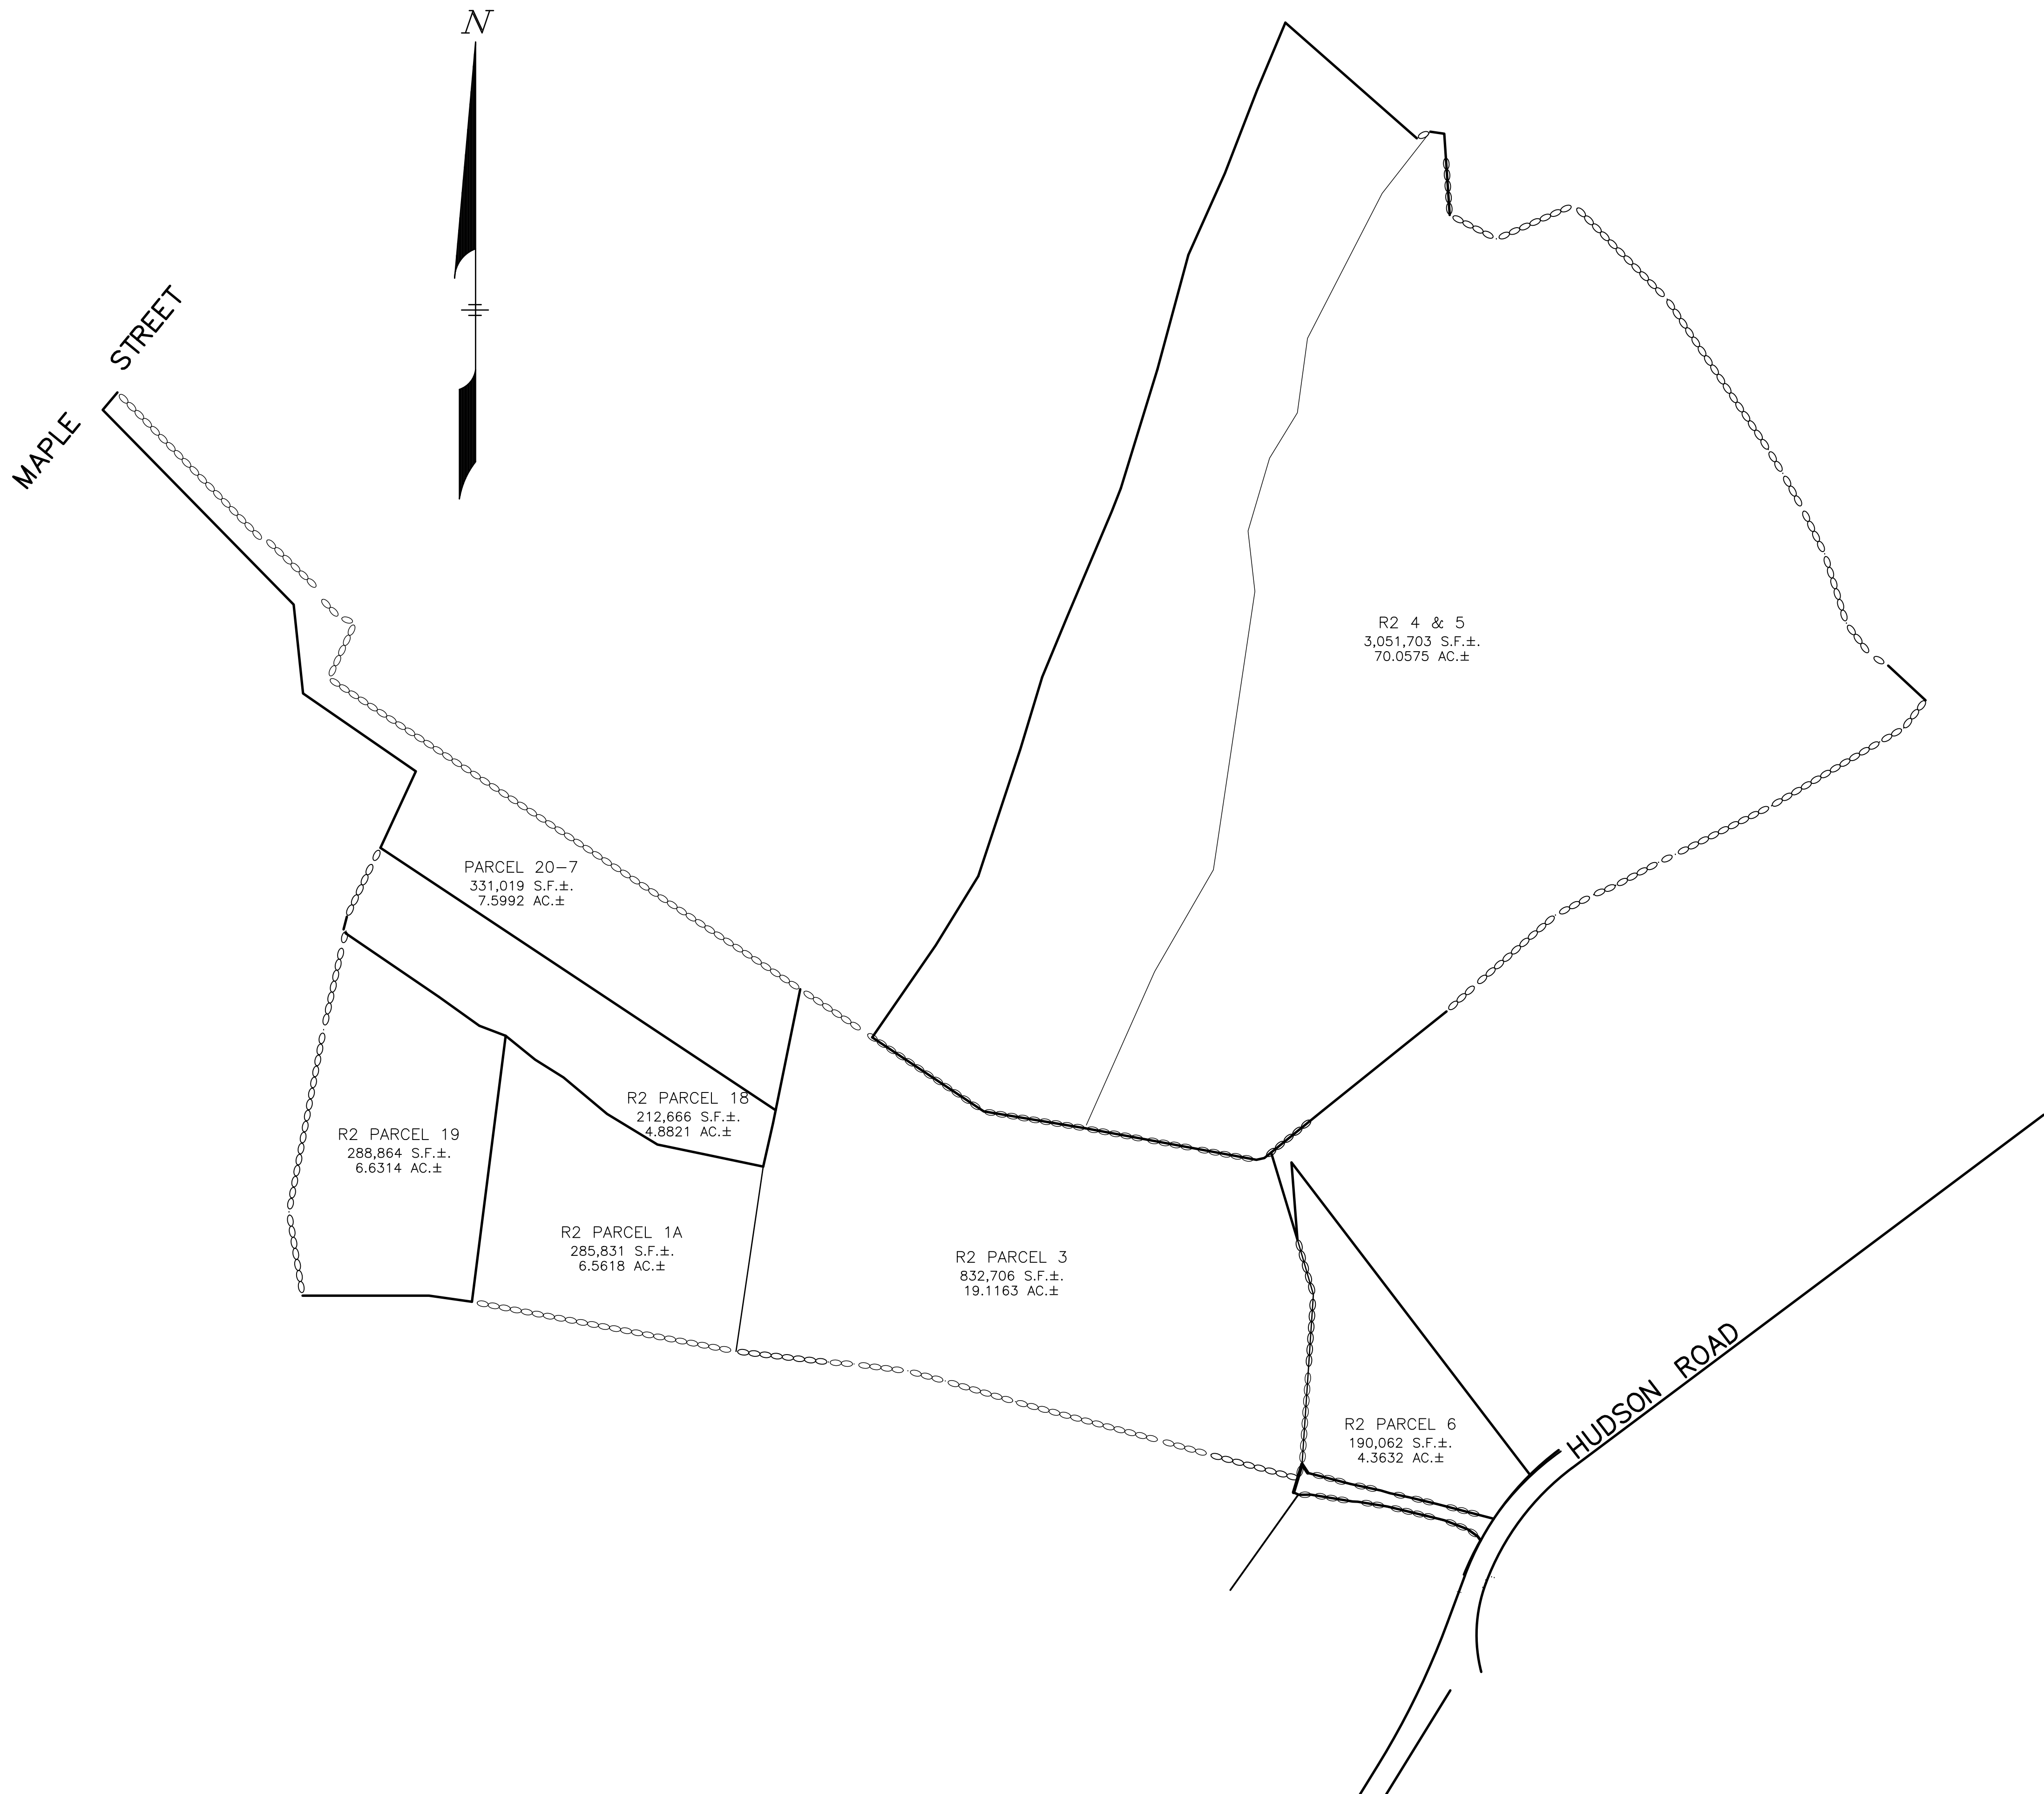 N
MAPLE STREET
R2 4 & 5
3,051,703 S.F.±.
70.0575 AC.±
PARCEL 20-7
331,019 S.F.±.
7.5992 AC.±
R2 PARCEL 18
212,666 S.F.±.
4.8821 AC.±
R2 PARCEL 19
288,864 S.F.±.
6.6314 AC.±
R2 PARCEL 1A
285,831 S.F.±.
6.5618 AC.±
R2 PARCEL 3
832,706 S.F.±.
19.1163 AC.±
R2 PARCEL 6
190,062 S.F.±.
4.3632 AC.±
HUDSON ROAD